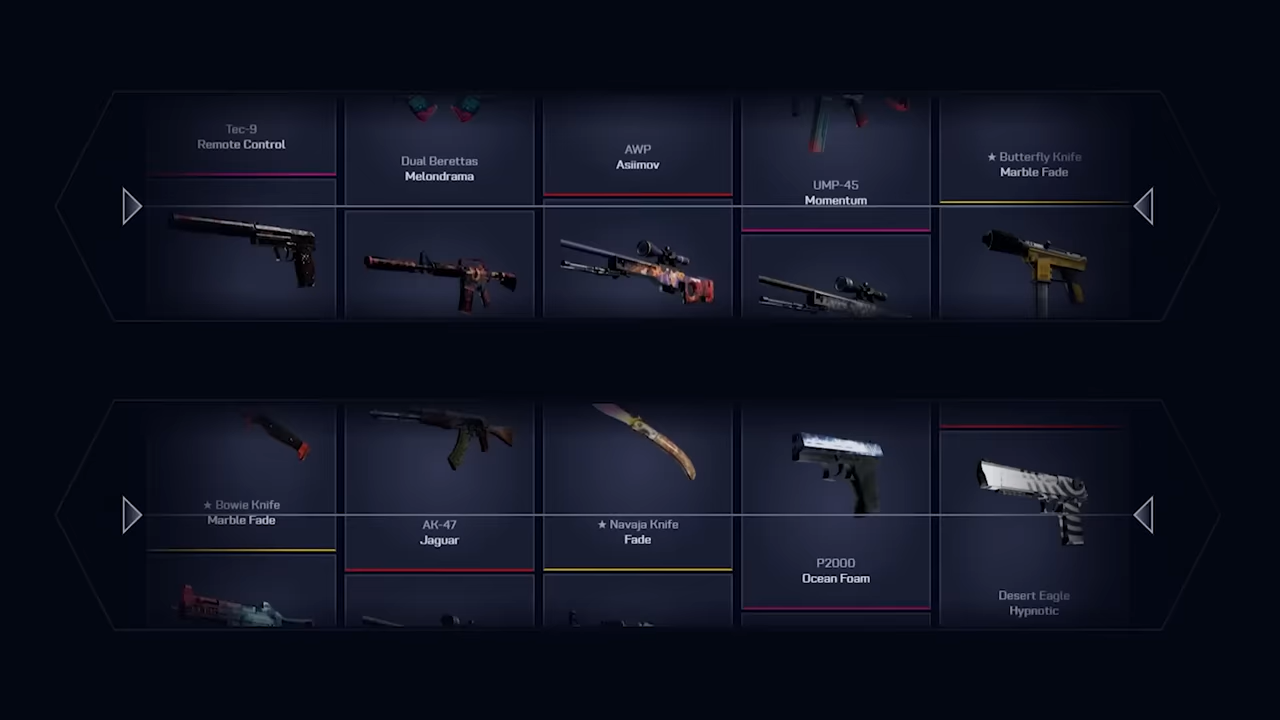 Tec-9
Remote Control
Dual Berettas
Melondrama
AWP
Asiimov
UMP-45
Momentum
★ Butterfly Knife
Marble Fade
★ Bowie Knife
Marble Fade
AK-47
Jaguar
★ Navaja Knife
Fade
P2000
Ocean Foam
Desert Eagle
Hypnotic